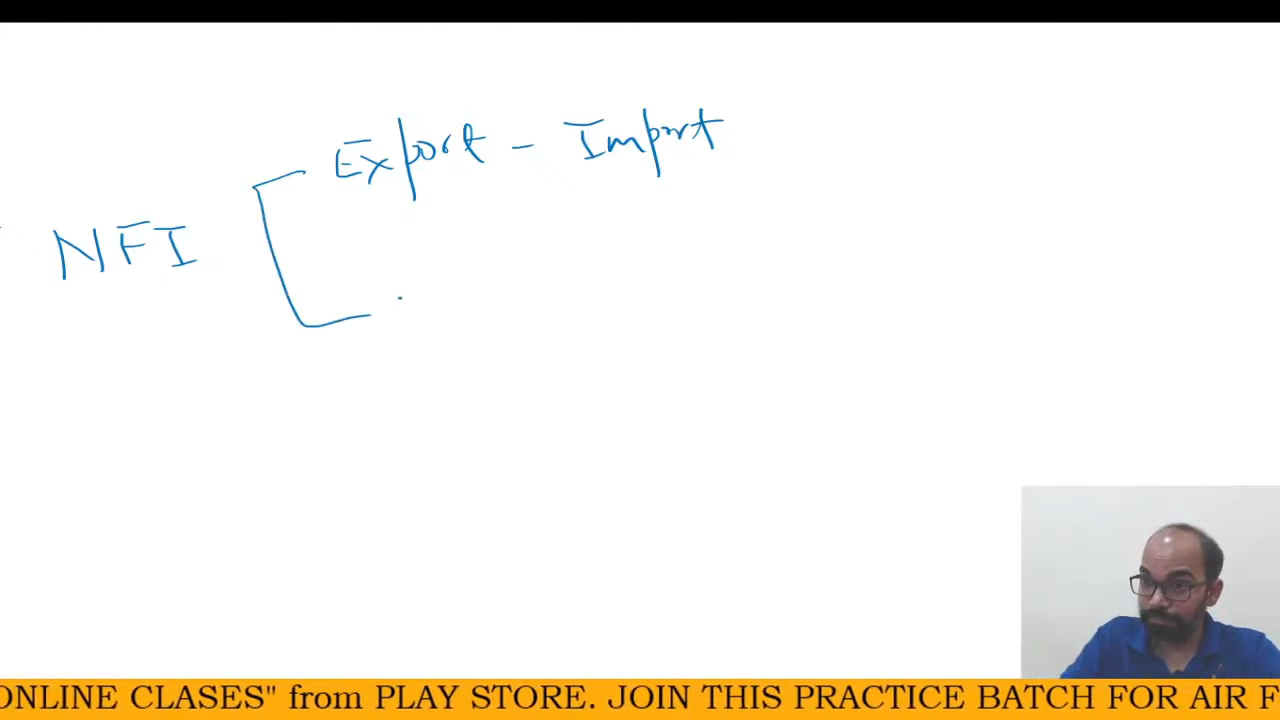 Export - Import
NFI
ONLINE CLASES" from PLAY STORE. JOIN THIS PRACTICE BATCH FOR AIR F